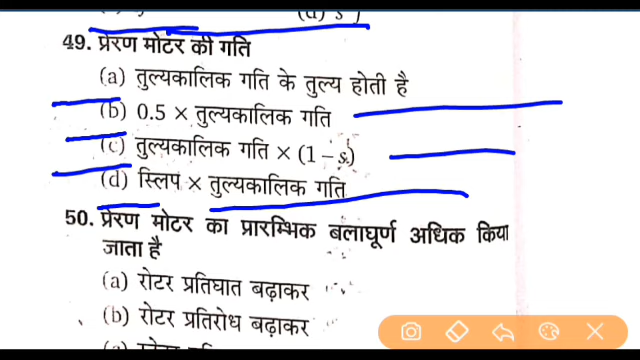 (d) s
49. प्रेरण मोटर की गति
(a) तुल्यकालिक गति के तुल्य होती है
(b) 0.5 × तुल्यकालिक गति
(c) तुल्यकालिक गति × (1 – s)
(d) स्लिप × तुल्यकालिक गति
50. प्रेरण मोटर का प्रारम्भिक बलाघूर्ण अधिक किया
जाता है
(a) रोटर प्रतिघात बढ़ाकर
(b) रोटर प्रतिरोध बढ़ाकर